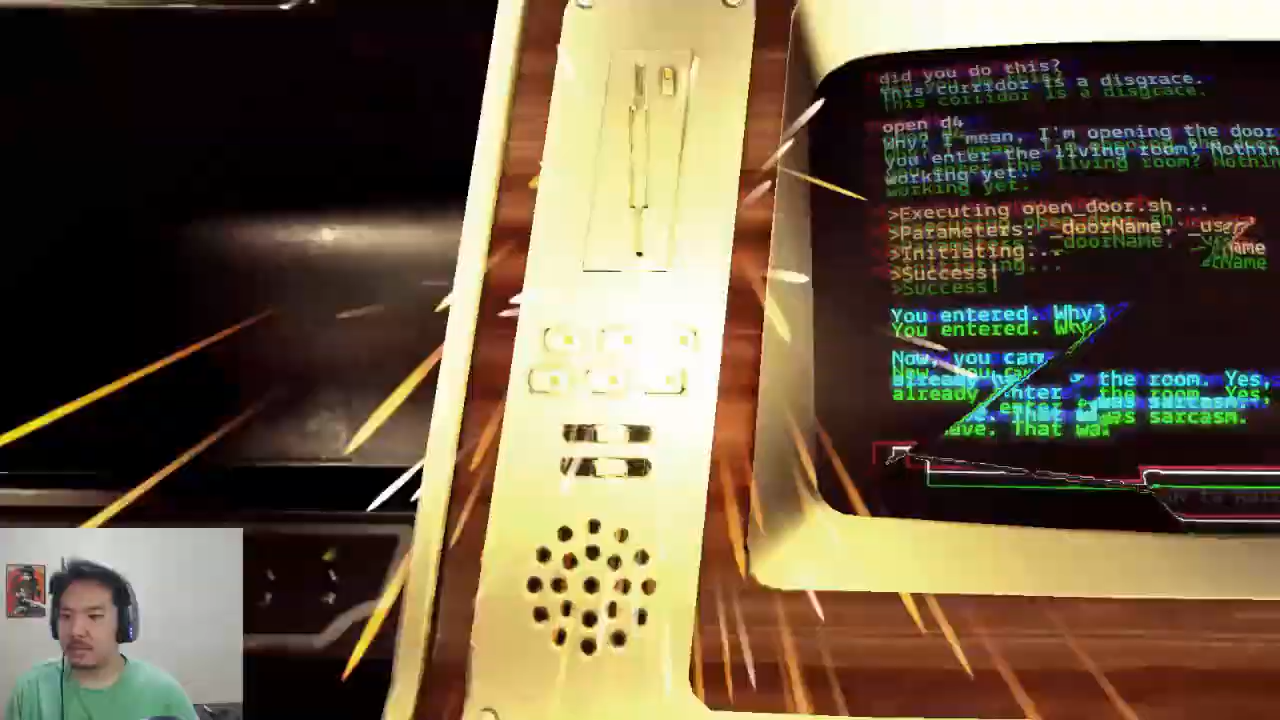 did you do this?
This corridor is a disgrace.
open d4
Why? I mean, I'm opening the door
you enter the living room? Nothin
working yet.
>Executing open_door.sh...
>Parameters: _doorName, _user
Name
>Initiating...
>Success!
You entered. Why?
Now, you can
already enter the room. Yes,
That was sarcasm.